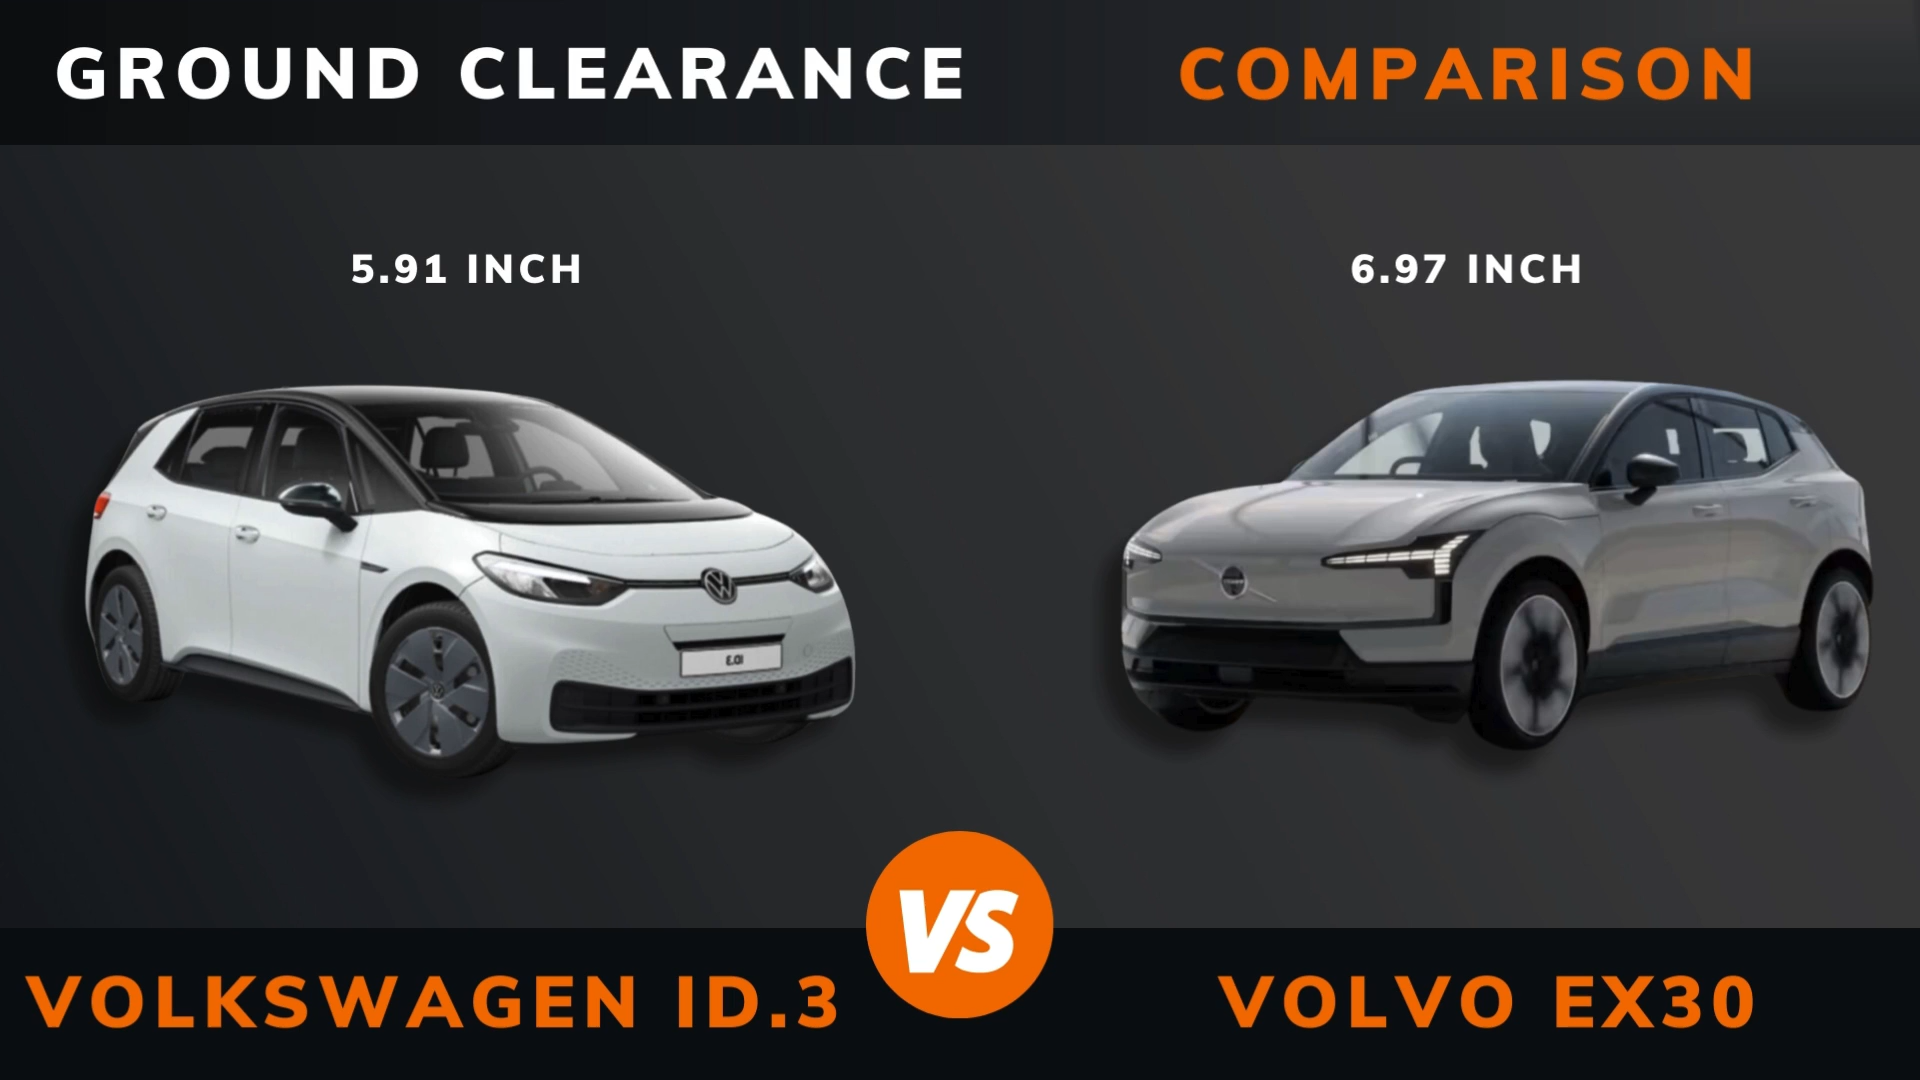 GROUND CLEARANCE COMPARISON
5.91 INCH
6.97 INCH
VS
VOLKSWAGEN ID.3
VOLVO EX30